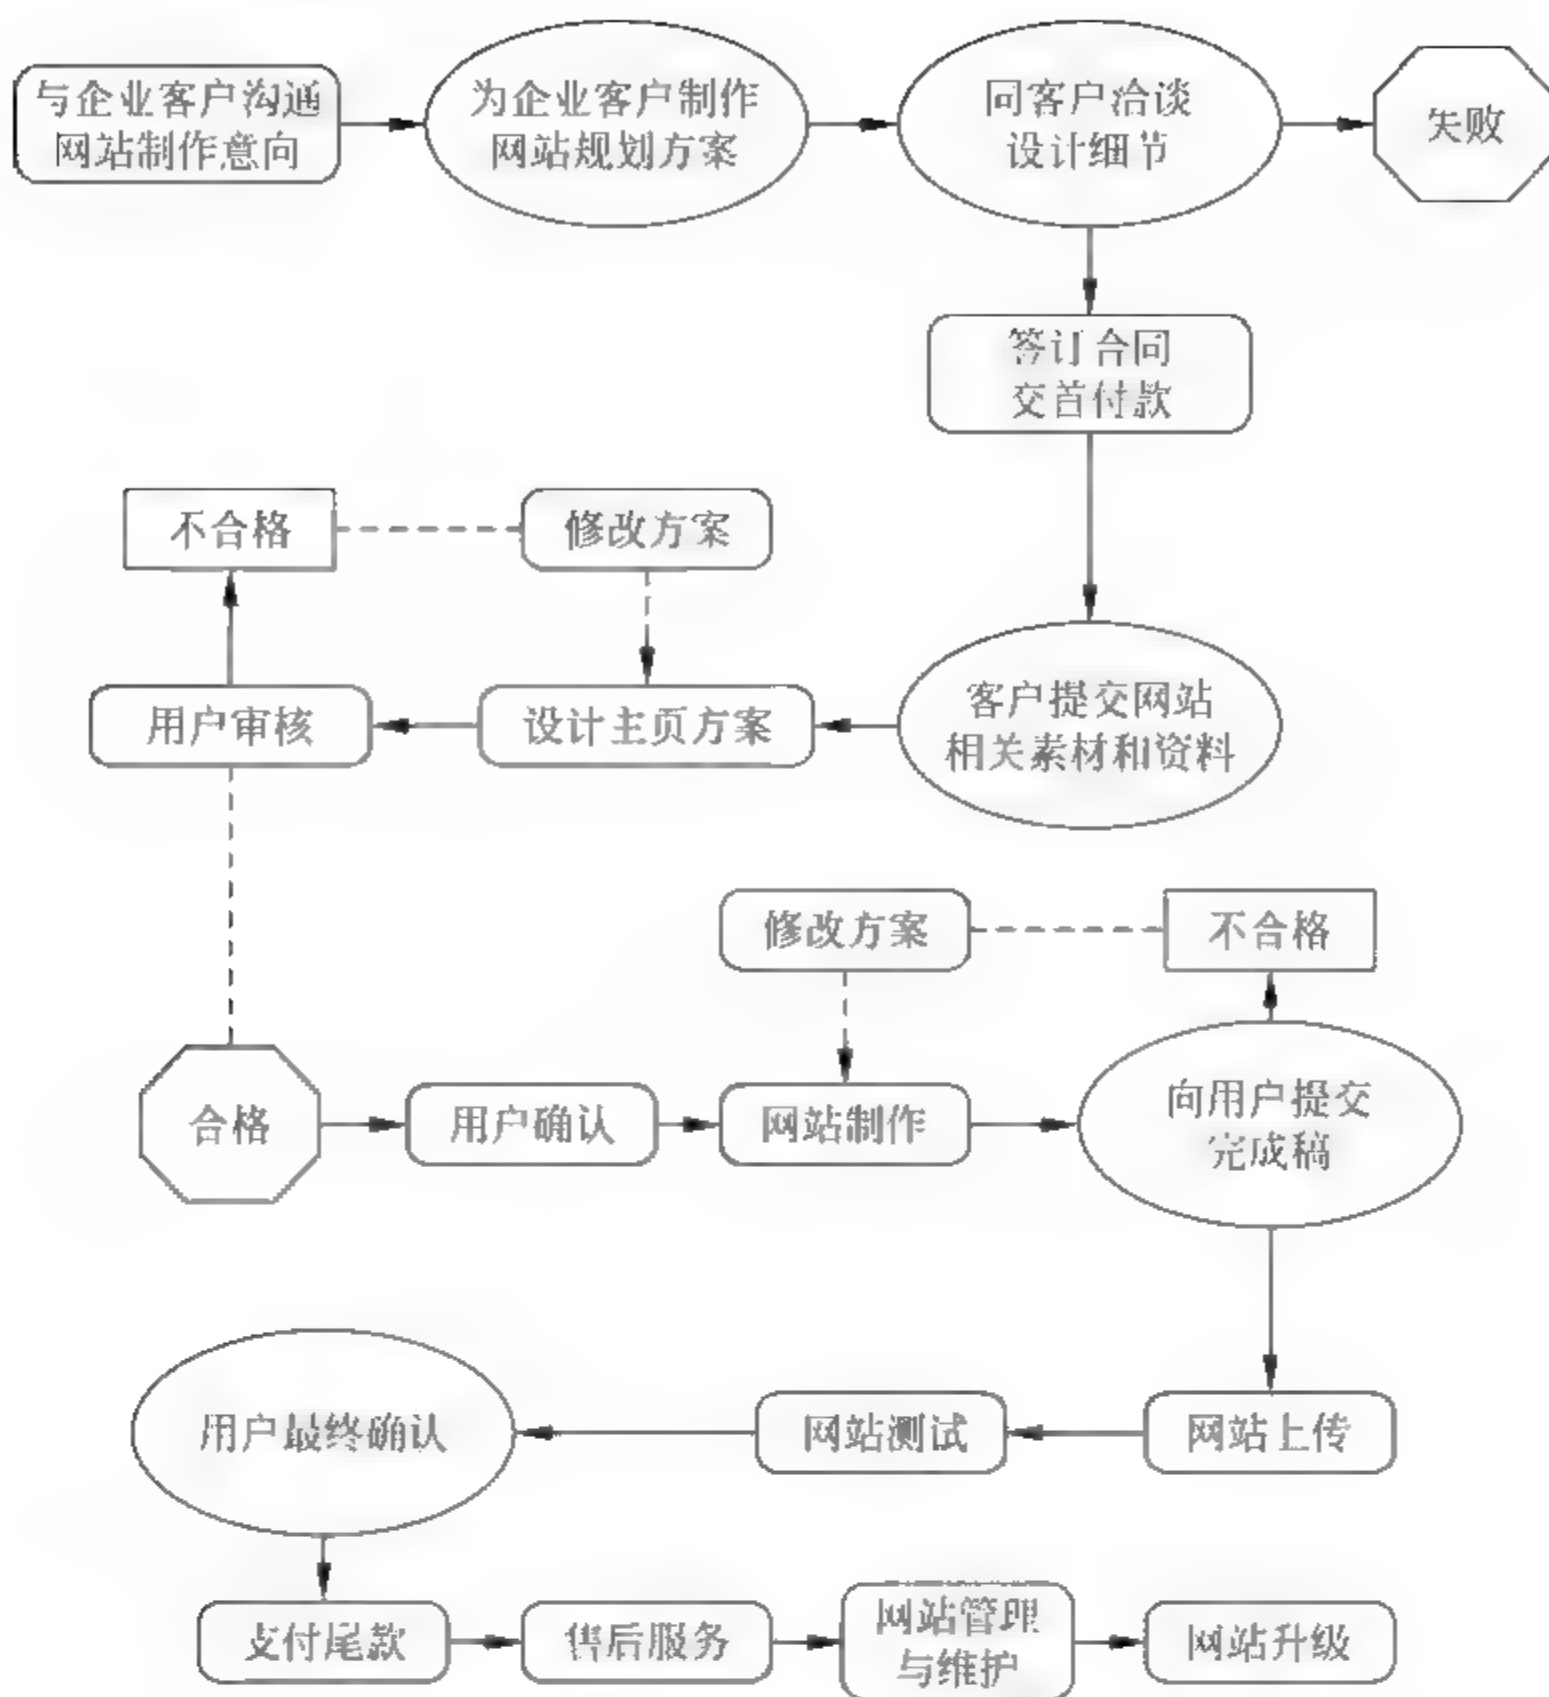 与企业客户沟通
网站制作意向
为企业客户制作
网站规划方案
同客户洽谈
设计细节
失败
签订合同
交首付款
不合格
修改方案
用户审核
设计主页方案
客户提交网站
相关素材和资料
修改方案
不合格
合格
用户确认
网站制作
向用户提交
完成稿
用户最终确认
网站测试
网站上传
支付尾款
售后服务
网站管理
与维护
网站升级